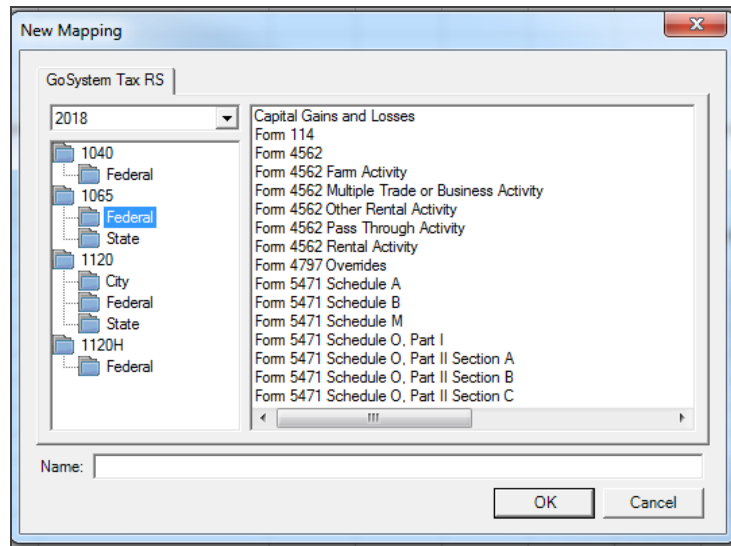 New Mapping
GoSystem Tax RS
2018
1040
Federal
1065
Federal
State
1120
City
Federal
State
1120H
Federal
Capital Gains and Losses
Form 114
Form 4562
Form 4562 Farm Activity
Form 4562 Multiple Trade or Business Activity
Form 4562 Other Rental Activity
Form 4562 Pass Through Activity
Form 4562 Rental Activity
Form 4797 Overrides
Form 5471 Schedule A
Form 5471 Schedule B
Form 5471 Schedule M
Form 5471 Schedule O, Part I
Form 5471 Schedule O, Part II Section A
Form 5471 Schedule O, Part II Section B
Form 5471 Schedule O, Part II Section C
Name:
OK Cancel